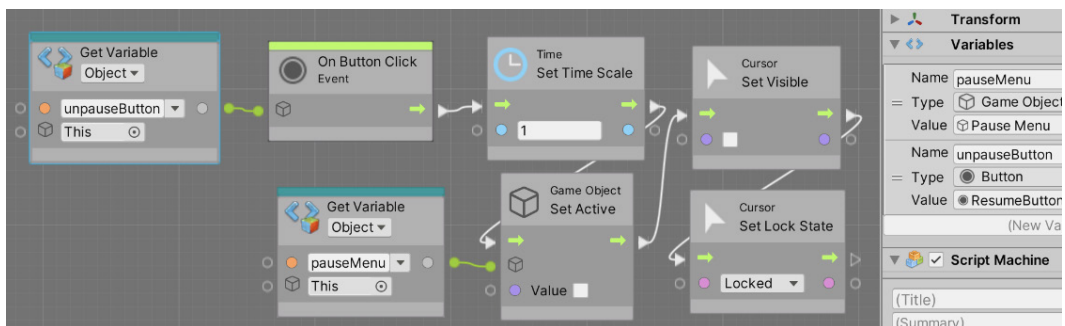 Get Variable
Object
unpauseButton
This
On Button Click
Event
Time
Set Time Scale
1
Cursor
Set Visible
Get Variable
Object
pauseMenu
This
Game Object
Set Active
Value
Cursor
Set Lock State
Locked
Transform
Variables
Name pauseMenu
= Type Game Object
Value Pause Menu
Name unpauseButton
= Type Button
Value ResumeButton
(New Va
Script Machine
(Title)
(Summary)